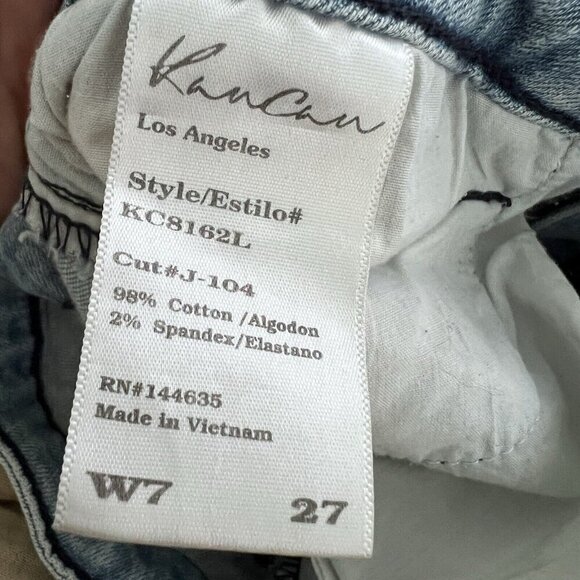 KanCan
Los Angeles
Style/Estilo#
KC8162L
Cut#J-104
98% Cotton /Algodon
2% Spandex/Elastano
RN#144635
Made in Vietnam
W7 27